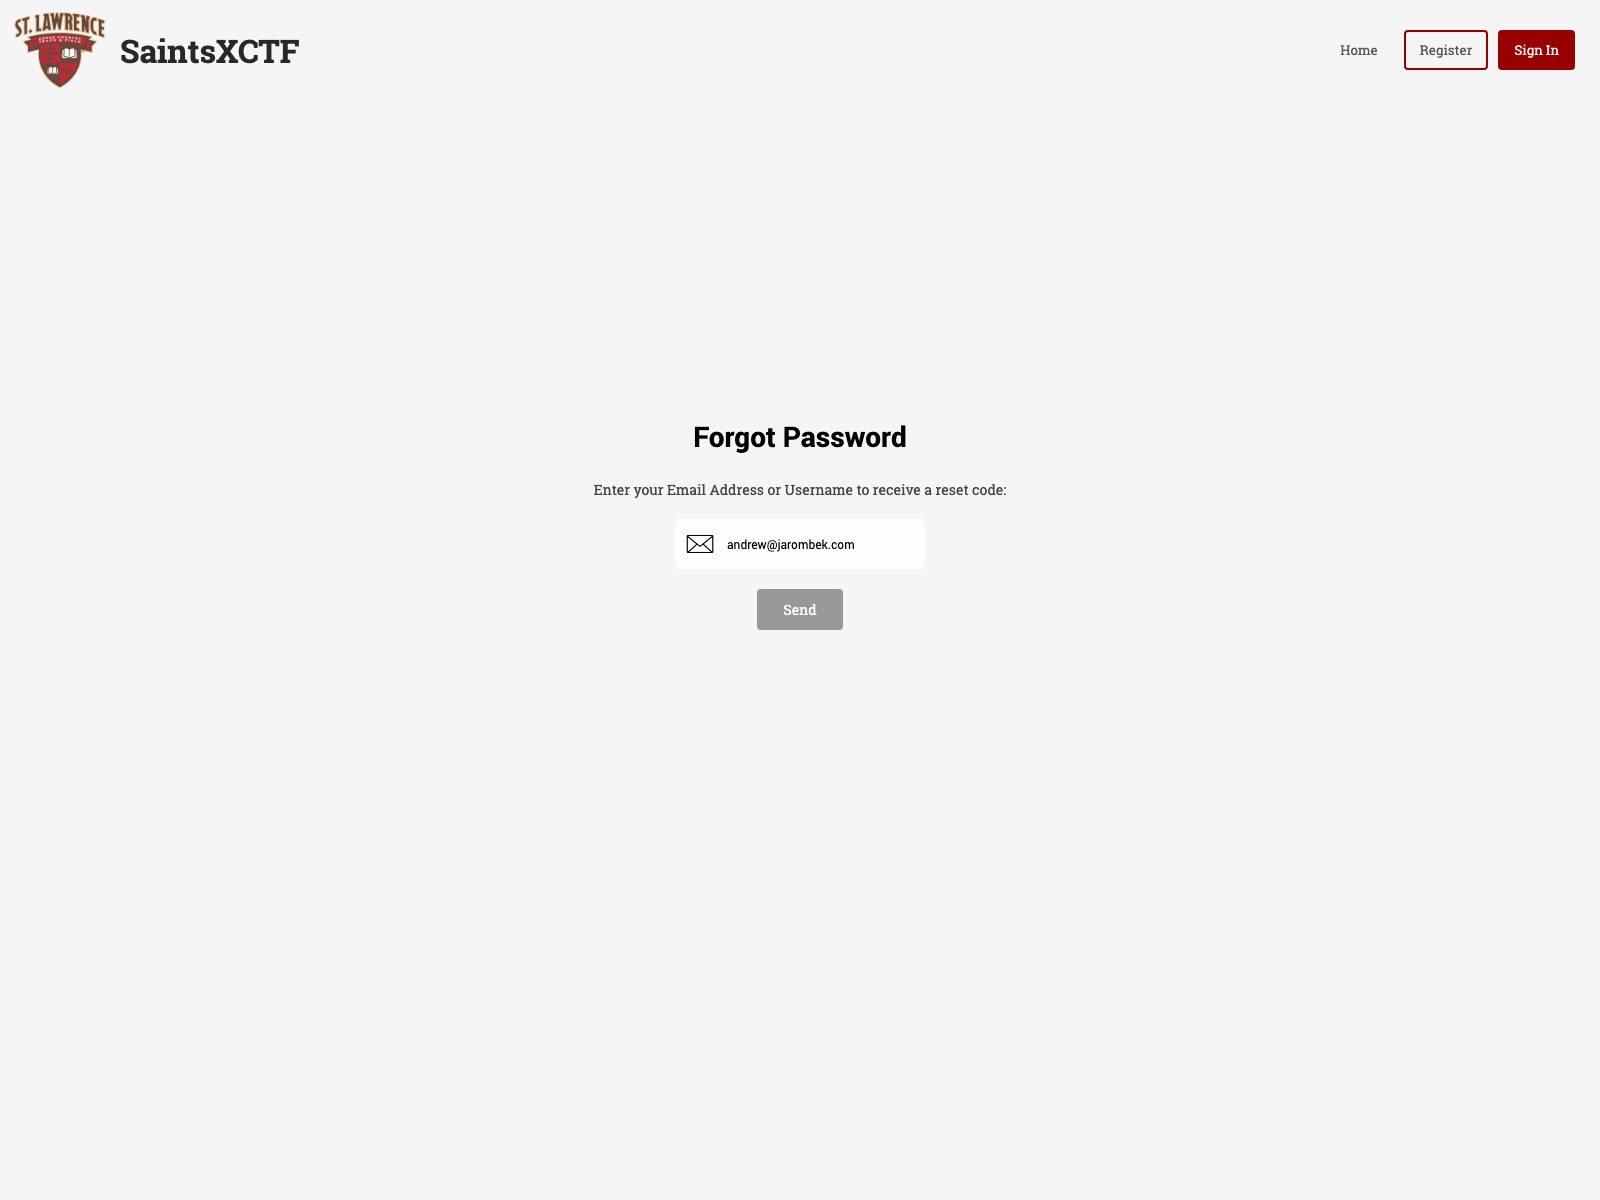 ST. LAWRENCE
SaintsXCTF
Home
Register
Sign In
Forgot Password
Enter your Email Address or Username to receive a reset code:
andrew@jarombek.com
Send